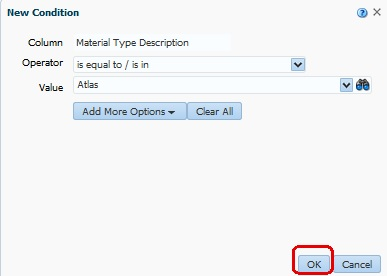 New Condition
Column Material Type Description
Operator is equal to / is in
Value Atlas
Add More Options Clear All
OK Cancel